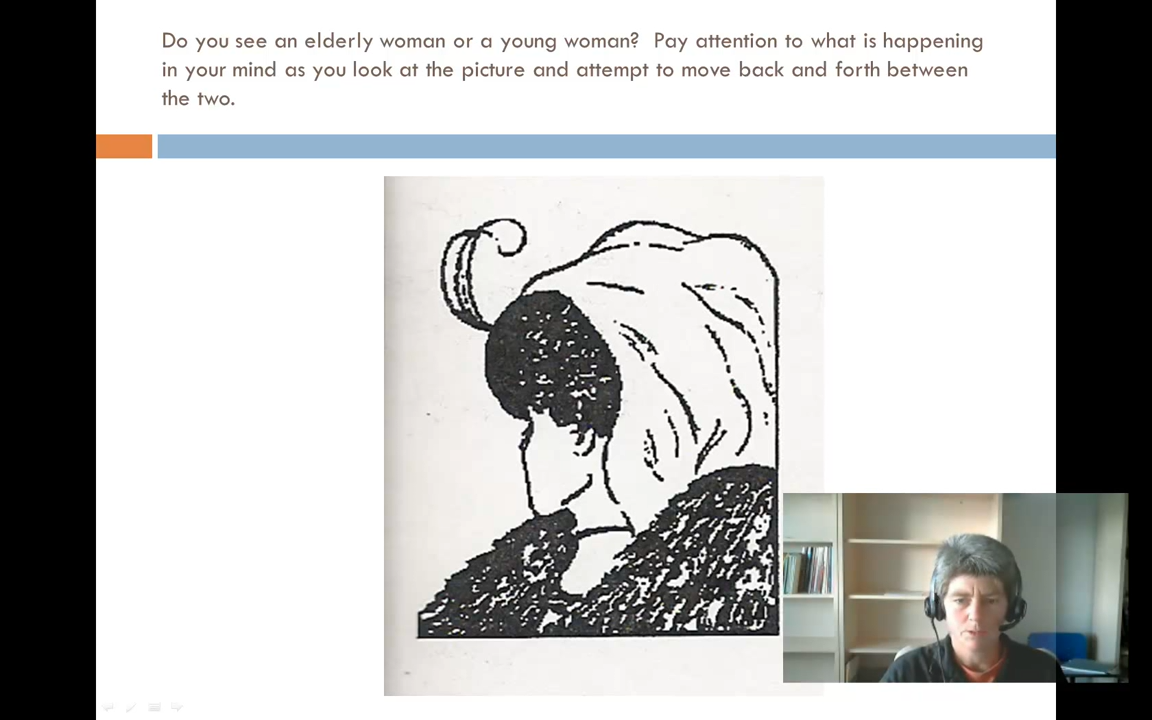 Do you see an elderly woman or a young woman?  Pay attention to what is happening
in your mind as you look at the picture and attempt to move back and forth between
the two.